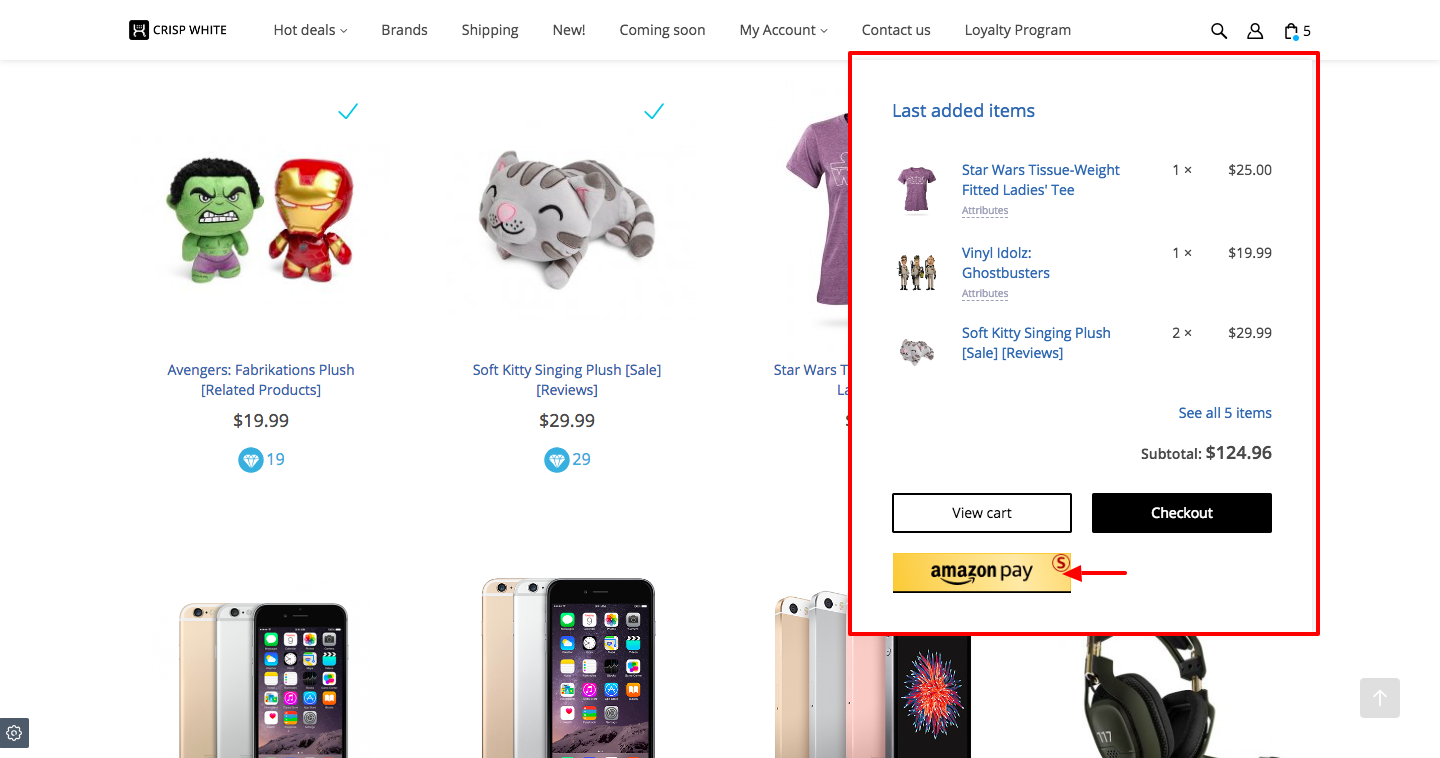 CRISP WHITE
Hot deals
Brands
Shipping
New!
Coming soon
My Account
Contact us
Loyalty Program
5
Avengers: Fabrikations Plush
[Related Products]
$19.99
19
Soft Kitty Singing Plush [Sale]
[Reviews]
$29.99
29
Star Wars T
La
Last added items
Star Wars Tissue-Weight
Fitted Ladies' Tee
Attributes
1 ×
$25.00
Vinyl Idolz:
Ghostbusters
Attributes
1 ×
$19.99
Soft Kitty Singing Plush
[Sale] [Reviews]
2 ×
$29.99
See all 5 items
Subtotal: $124.96
View cart
Checkout
amazon pay
S